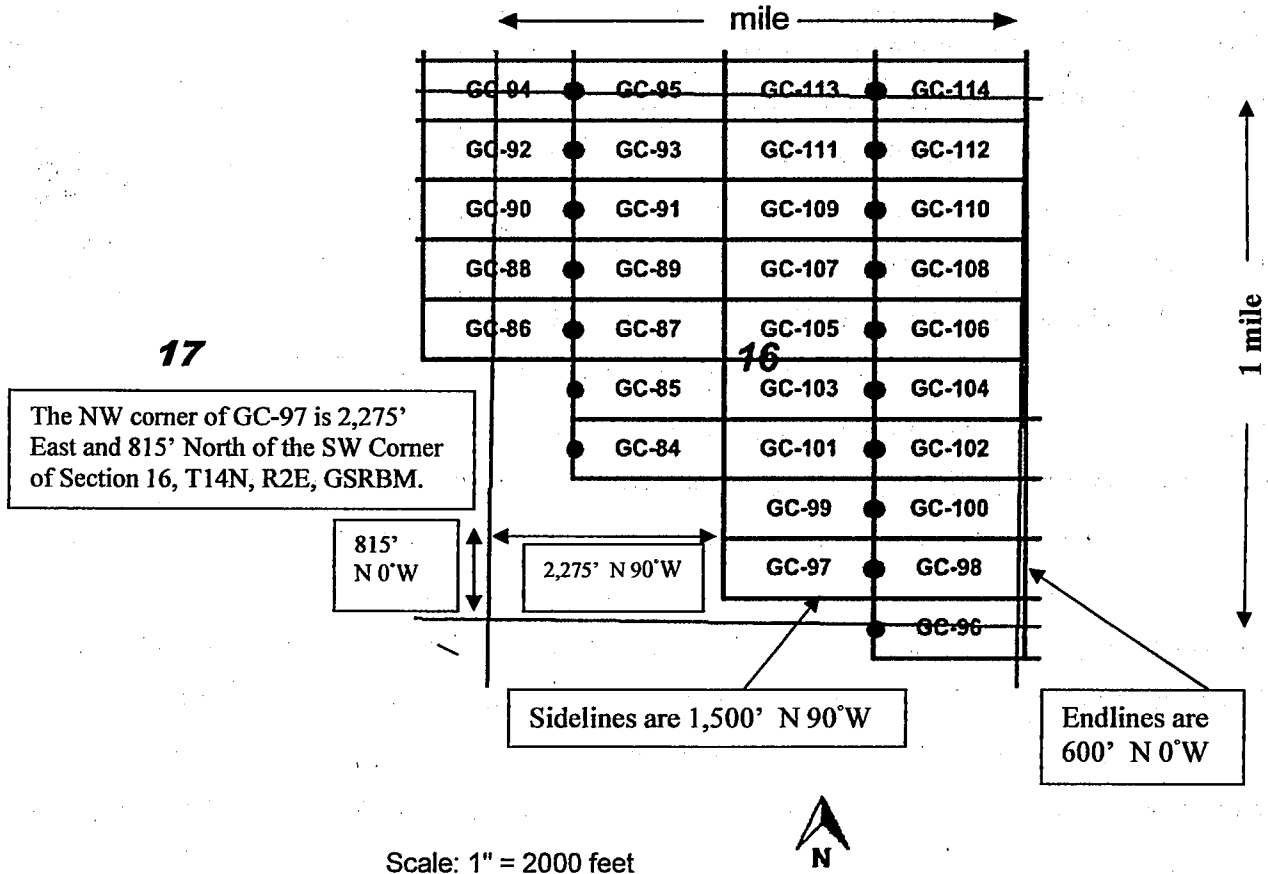 mile
GC-94 GC-95 GC-113 GC-114
GC-92 GC-93 GC-111 GC-112
GC-90 GC-91 GC-109 GC-110
GC-88 GC-89 GC-107 GC-108
GC-86 GC-87 GC-105 GC-106
17
16
1 mile
GC-85 GC-103 GC-104
The NW corner of GC-97 is 2,275'
East and 815' North of the SW Corner
of Section 16, T14N, R2E, GSRBM.
GC-84 GC-101 GC-102
GC-99 GC-100
815'
N 0°W
2,275' N 90°W
GC-97 GC-98
GC-96
Sidelines are 1,500' N 90°W
Endlines are
600' N 0°W
N
Scale: 1" = 2000 feet